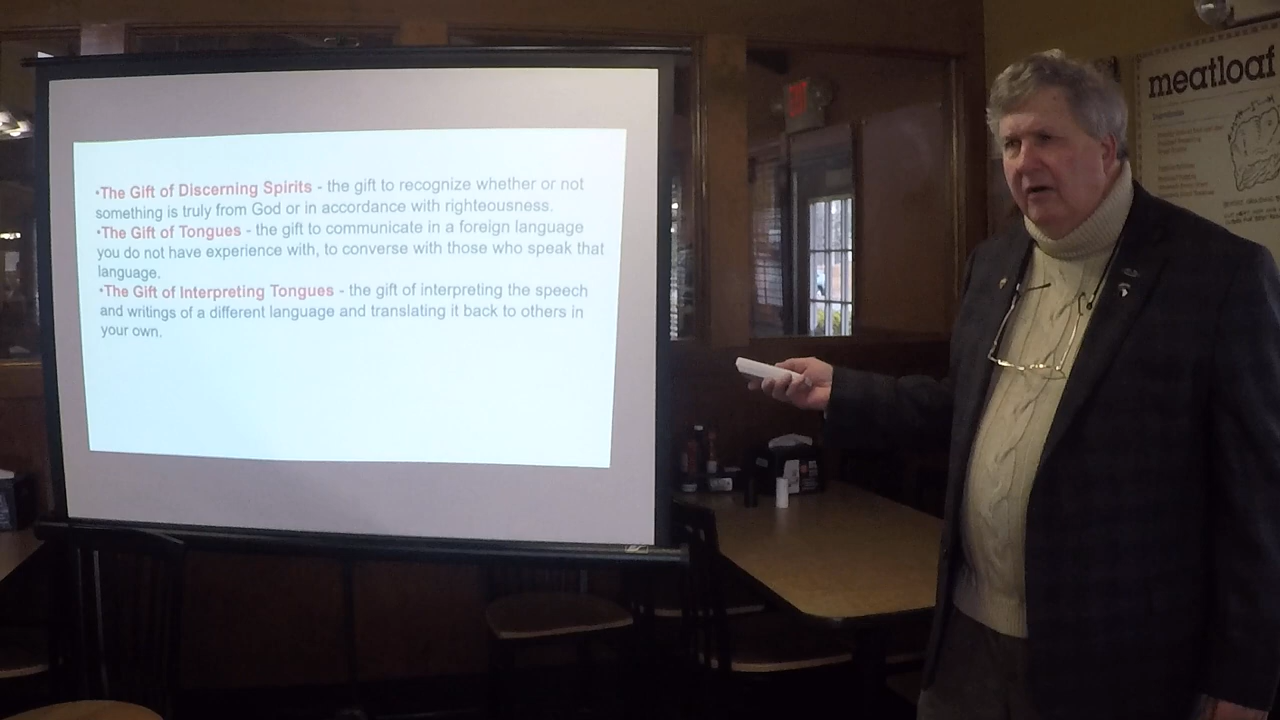 •The Gift of Discerning Spirits - the gift to recognize whether or not
something is truly from God or in accordance with righteousness.
•The Gift of Tongues - the gift to communicate in a foreign language
you do not have experience with, to converse with those who speak that
language.
•The Gift of Interpreting Tongues - the gift of interpreting the speech
and writings of a different language and translating it back to others in
your own.
meatloaf